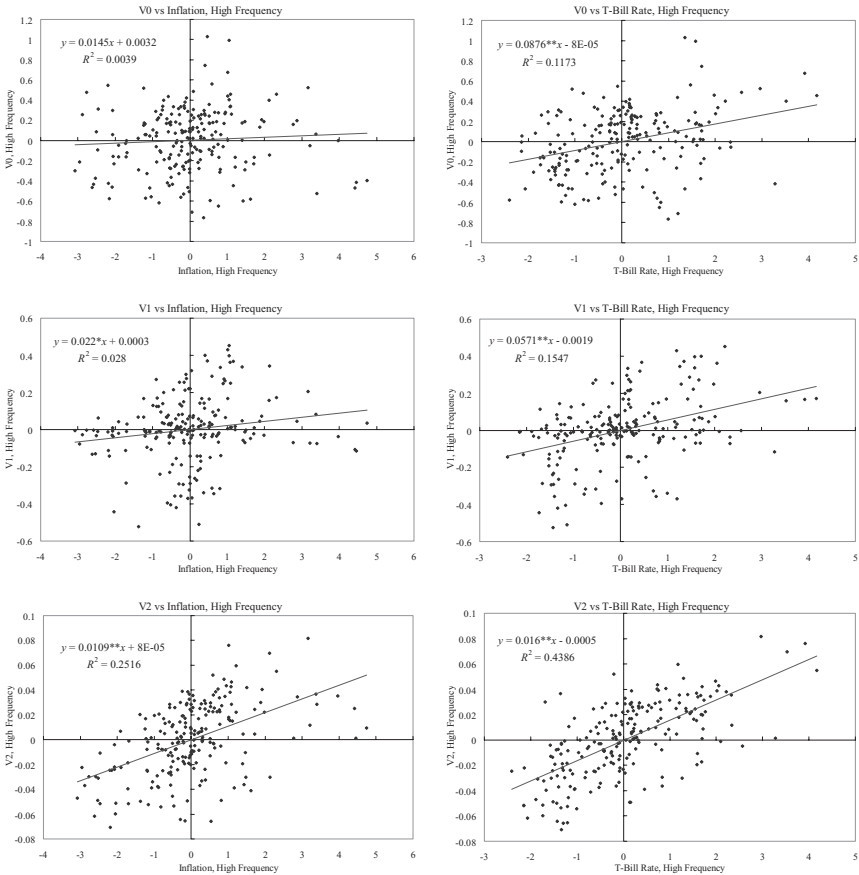 V0 vs Inflation, High Frequency
y = 0.0145x + 0.0032
R² = 0.0039
V0, High Frequency
1.2
1
0.8
0.6
0.4
0.2
0
-0.2
-0.4
-0.6
-0.8
-1
-4 -3 -2 -1 0 1 2 3 4 5 6
Inflation, High Frequency
V0 vs T-Bill Rate, High Frequency
y = 0.0876**x - 8E-05
R² = 0.1173
V0, High Frequency
1.2
1
0.8
0.6
0.4
0.2
0
-0.2
-0.4
-0.6
-0.8
-1
-3 -2 -1 0 1 2 3 4 5
T-Bill Rate, High Frequency
V1 vs Inflation, High Frequency
y = 0.022*x + 0.0003
R² = 0.028
V1, High Frequency
0.6
0.4
0.2
0
-0.2
-0.4
-0.6
-4 -3 -2 -1 0 1 2 3 4 5 6
Inflation, High Frequency
V1 vs T-Bill Rate, High Frequency
y = 0.0571**x - 0.0019
R² = 0.1547
V1, High Frequency
0.6
0.4
0.2
0
-0.2
-0.4
-0.6
-3 -2 -1 0 1 2 3 4 5
T-Bill Rate, High Frequency
V2 vs Inflation, High Frequency
y = 0.0109**x + 8E-05
R² = 0.2516
V2, High Frequency
0.1
0.08
0.06
0.04
0.02
0
-0.02
-0.04
-0.06
-0.08
-4 -3 -2 -1 0 1 2 3 4 5 6
Inflation, High Frequency
V2 vs T-Bill Rate, High Frequency
y = 0.016**x - 0.0005
R² = 0.4386
V2, High Frequency
0.1
0.08
0.06
0.04
0.02
0
-0.02
-0.04
-0.06
-0.08
-3 -2 -1 0 1 2 3 4 5
T-Bill Rate, High Frequency